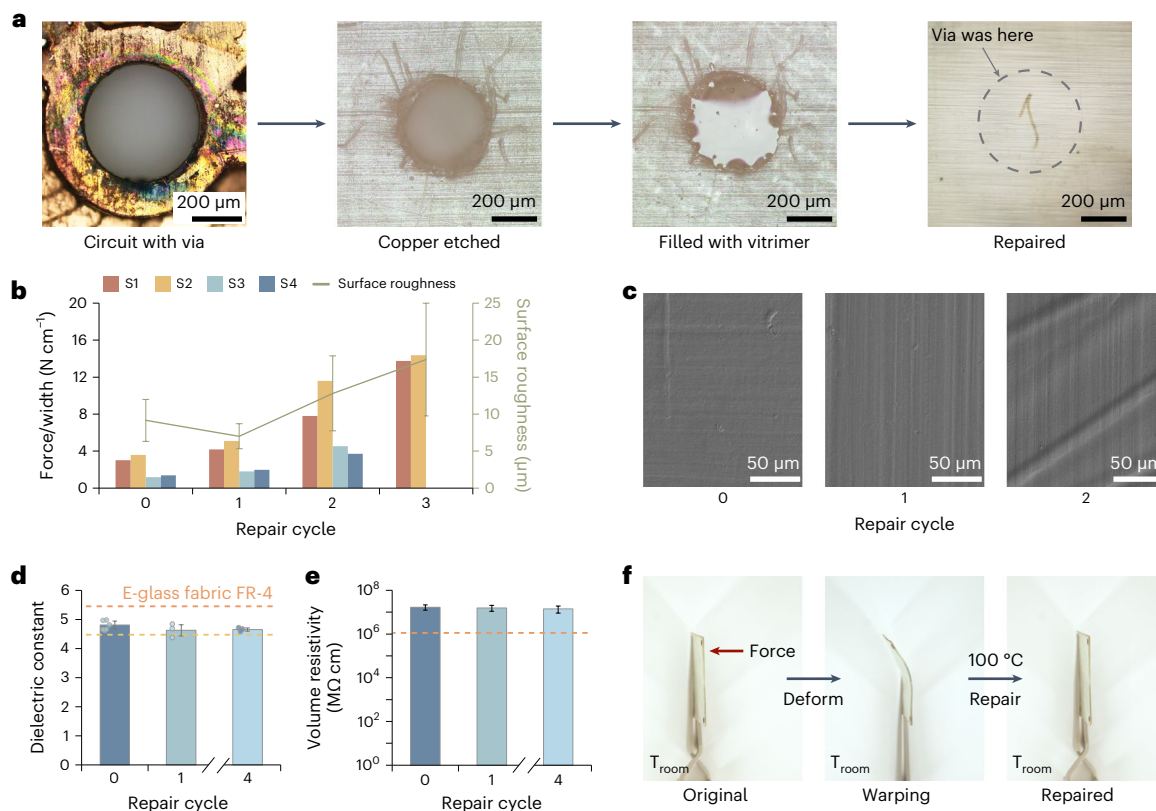 a
Via was here
200 µm
200 µm
200 µm
200 µm
Circuit with via
Copper etched
Filled with vitrimer
Repaired
b
S1
S2
S3
S4
Surface roughness
Force/width (N cm⁻¹)
20
16
12
8
4
0
25
20
15
10
5
0
Surface roughness (µm)
0
1
2
3
Repair cycle
c
50 µm
50 µm
50 µm
0
1
2
Repair cycle
d
Dielectric constant
6
5
4
3
2
1
0
E-glass fabric FR-4
0
1
4
Repair cycle
e
Volume resistivity
(MΩ cm)
10⁸
10⁶
10⁴
10²
10⁰
0
1
4
Repair cycle
f
Force
Deform
100 °C
Repair
T_room
T_room
T_room
Original
Warping
Repaired